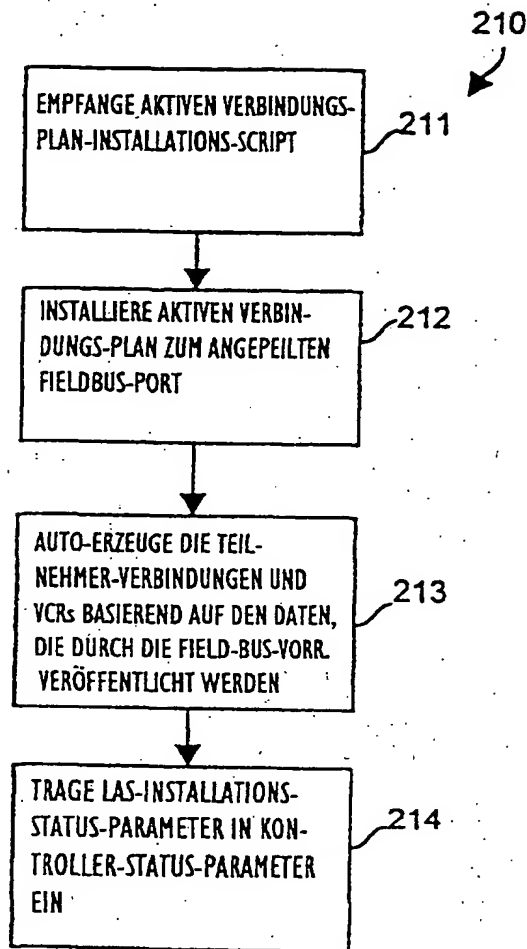 210
EMPFANGE AKTIVEN VERBINDUNGS-
PLAN-INSTALLATIONS-SCRIPT
211
INSTALLIERE AKTIVEN VERBIN-
DUNGS-PLAN ZUM ANGEPEILTEN
FIELDBUS-PORT
212
AUTO-ERZEUGE DIE TEIL-
NEHMER-VERBINDUNGEN UND
VCRs BASIEREND AUF DEN DATEN,
DIE DURCH DIE FIELD-BUS-VORR.
VERÖFFENTLICHT WERDEN
213
TRAGE LAS-INSTALLATIONS-
STATUS-PARAMETER IN KON-
TROLLER-STATUS-PARAMETER
EIN
214